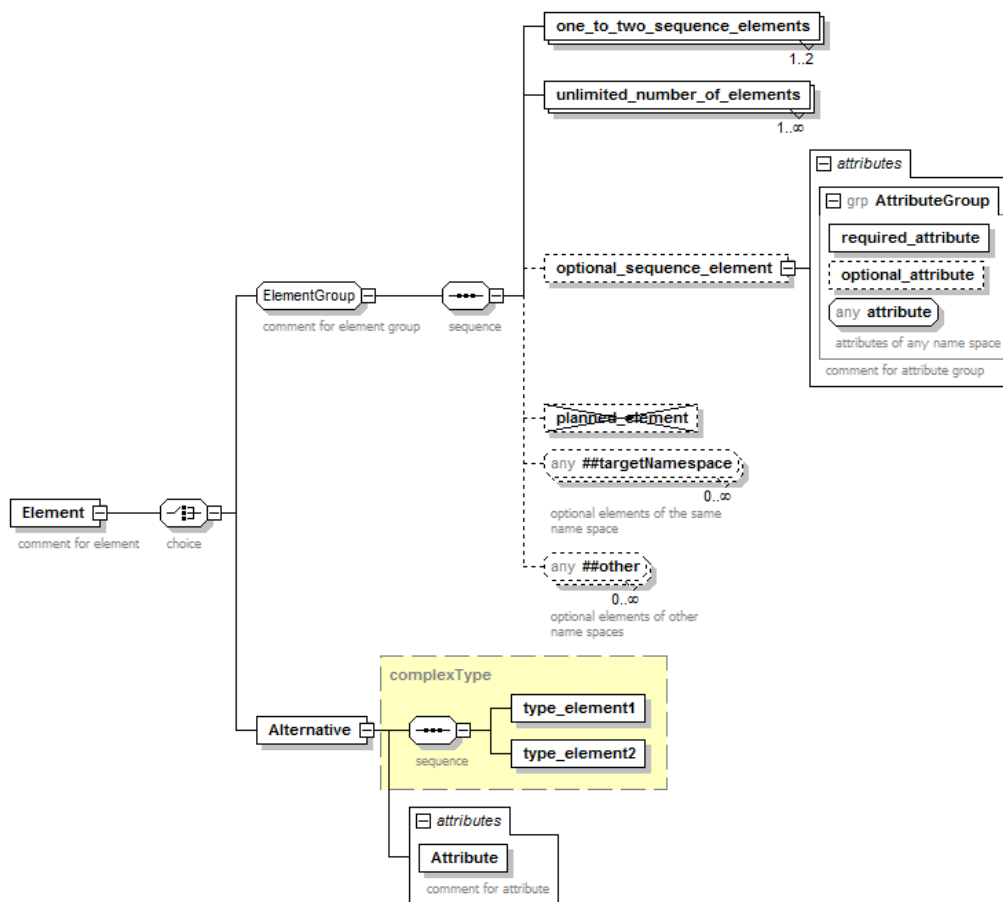 one_to_two_sequence_elements
1..2
unlimited_number_of_elements
1..∞
attributes
grp AttributeGroup
required_attribute
optional_sequence_element
optional_attribute
any attribute
attributes of any name space
comment for attribute group
ElementGroup
comment for element group
sequence
planned_element
any ##targetNamespace
0..∞
optional elements of the same
name space
Element
comment for element
choice
any ##other
0..∞
optional elements of other
name spaces
complexType
Alternative
type_element1
type_element2
sequence
attributes
Attribute
comment for attribute